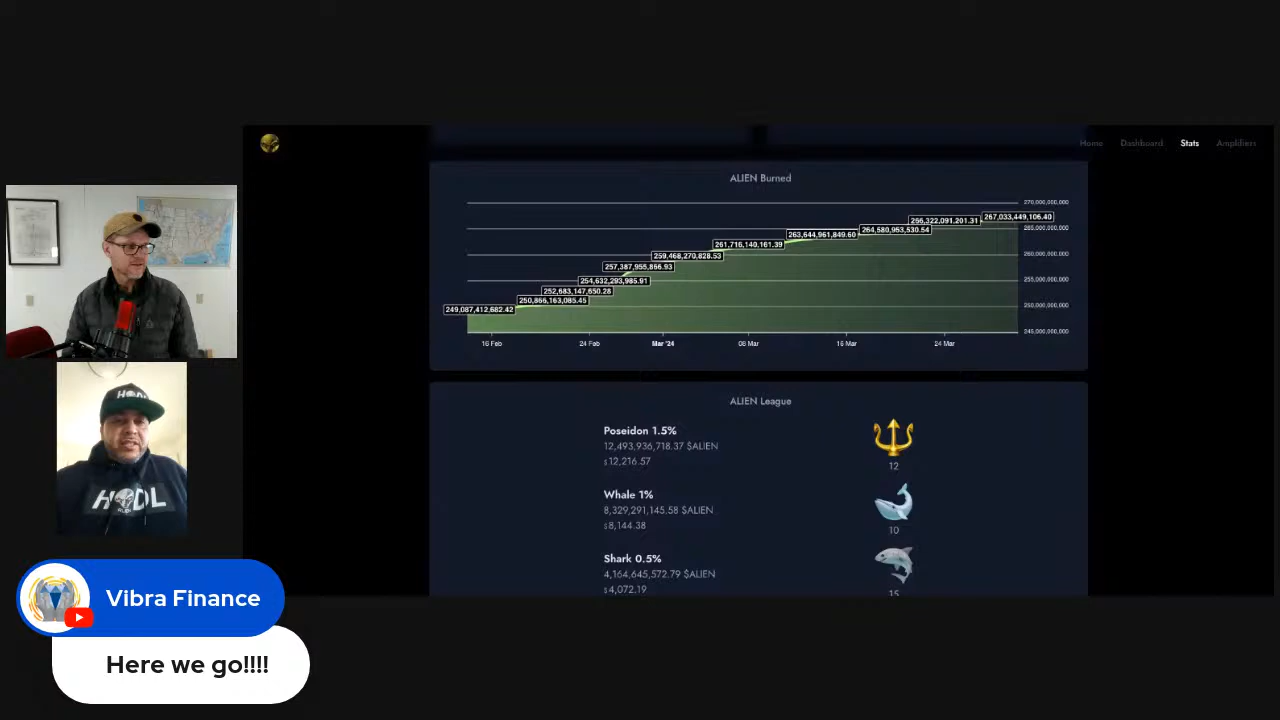 Home Dashboard Stats Amplifiers
ALIEN Burned
270,000,000,000
265,000,000,000
260,000,000,000
255,000,000,000
250,000,000,000
245,000,000,000
249,087,412,682.42
250,866,163,085.45
252,683,147,650.28
254,632,293,985.91
257,387,955,866.93
259,468,270,828.53
261,716,140,161.39
263,644,961,849.60
264,580,953,530.54
266,322,091,201.31
267,033,449,106.40
16 Feb
24 Feb
Mar '24
08 Mar
16 Mar
24 Mar
ALIEN League
Poseidon 1.5%
12,493,936,718.37 $ALIEN
$12,216.57
12
Whale 1%
8,329,291,145.58 $ALIEN
$8,144.38
10
Shark 0.5%
4,164,645,572.79 $ALIEN
$4,072.19
15
HODL
HODL
Vibra Finance
Here we go!!!!